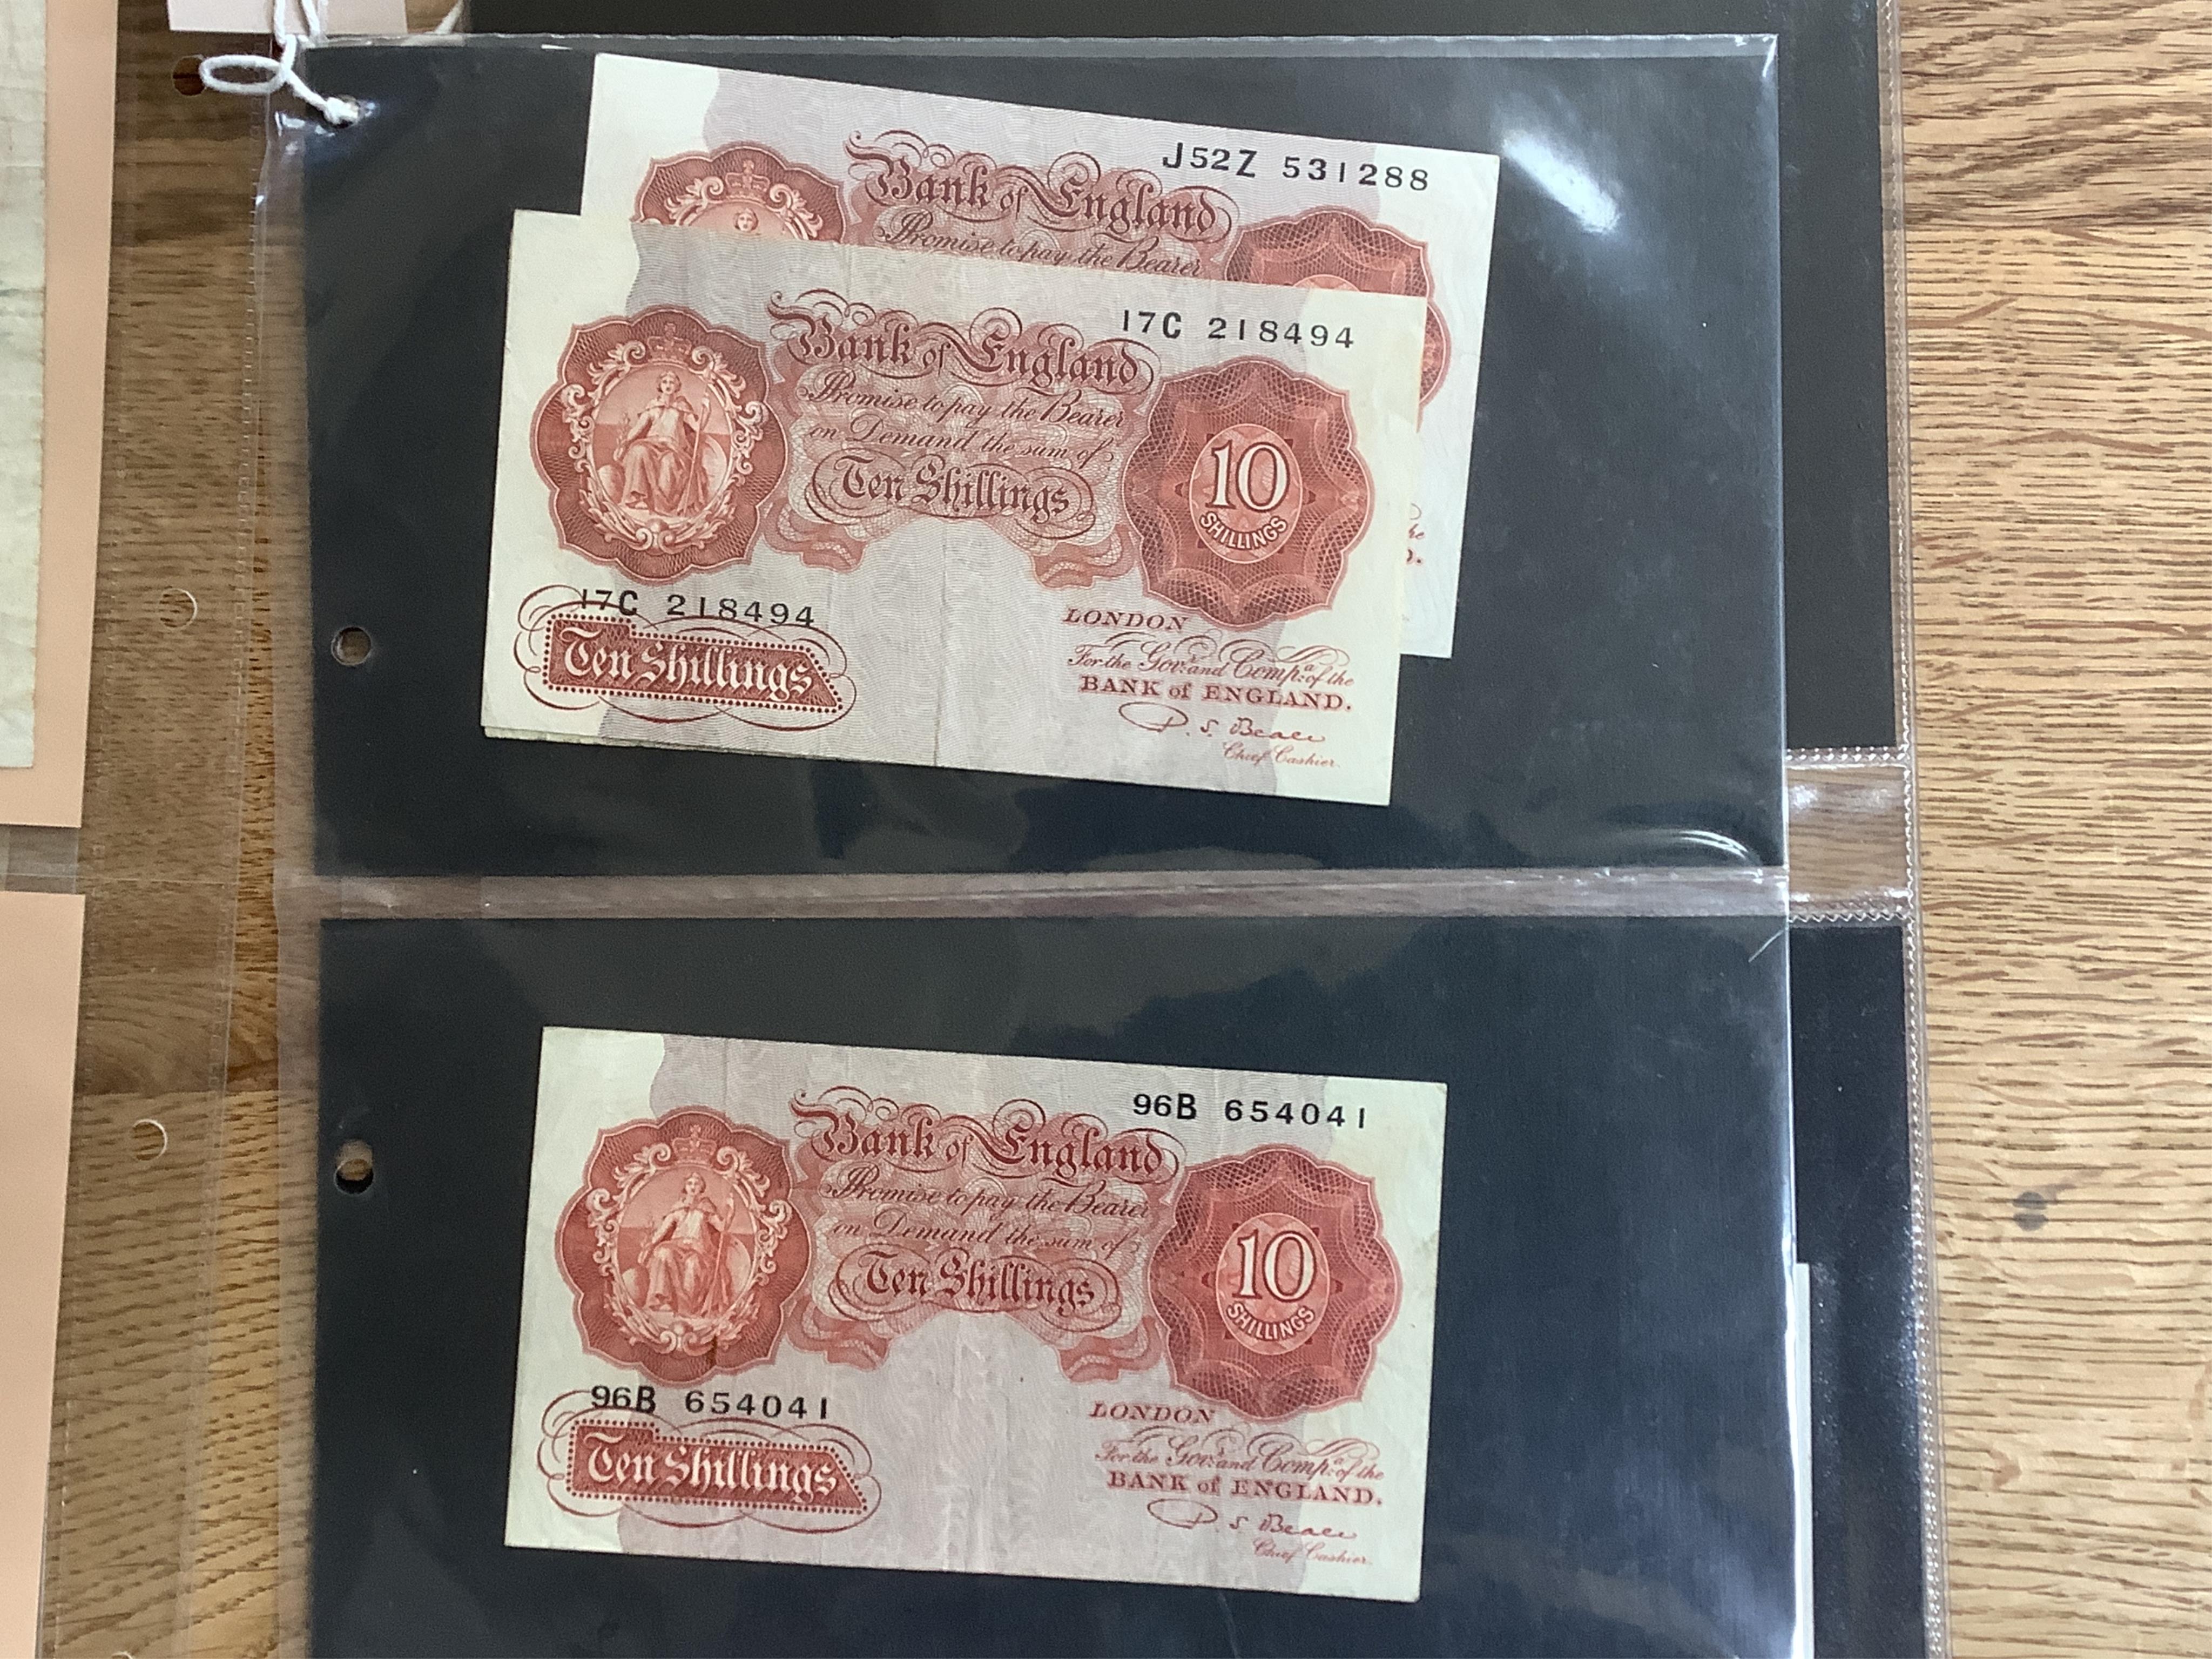 J52Z 531288
Bank of England
Promise to pay the Bearer
he
D.
17C 218494
Bank of England
Promise to pay the Bearer
on Demand the sum of
Ten Shillings
10
SHILLINGS
17C 218494
Ten Shillings
LONDON
For the Govr. and Compa. of the
BANK of ENGLAND.
P. S. Beale
Chief Cashier.
96B 654041
Bank of England
Promise to pay the Bearer
on Demand the sum of
Ten Shillings
10
SHILLINGS
96B 654041
Ten Shillings
LONDON
For the Govr. and Compa. of the
BANK of ENGLAND.
P. S. Beale
Chief Cashier.